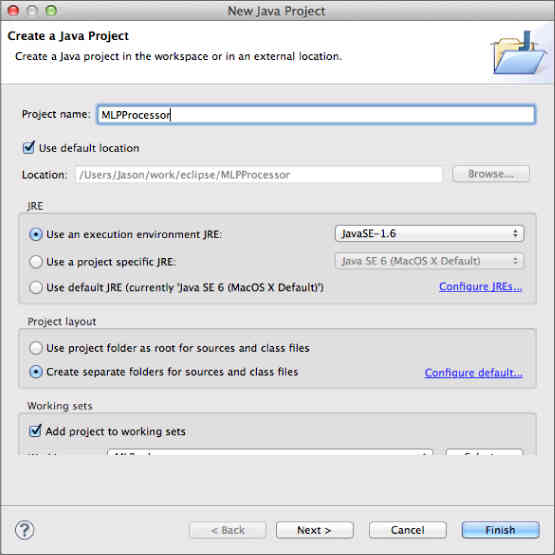 New Java Project
Create a Java Project
Create a Java project in the workspace or in an external location.
Project name: MLPProcessor
Use default location
Location: /Users/Jason/work/eclipse/MLPProcessor Browse...
JRE
Use an execution environment JRE: JavaSE-1.6
Use a project specific JRE: Java SE 6 (MacOS X Default)
Use default JRE (currently 'Java SE 6 (MacOS X Default)') Configure JREs...
Project layout
Use project folder as root for sources and class files
Create separate folders for sources and class files Configure default...
Working sets
Add project to working sets
? < Back Next > Cancel Finish